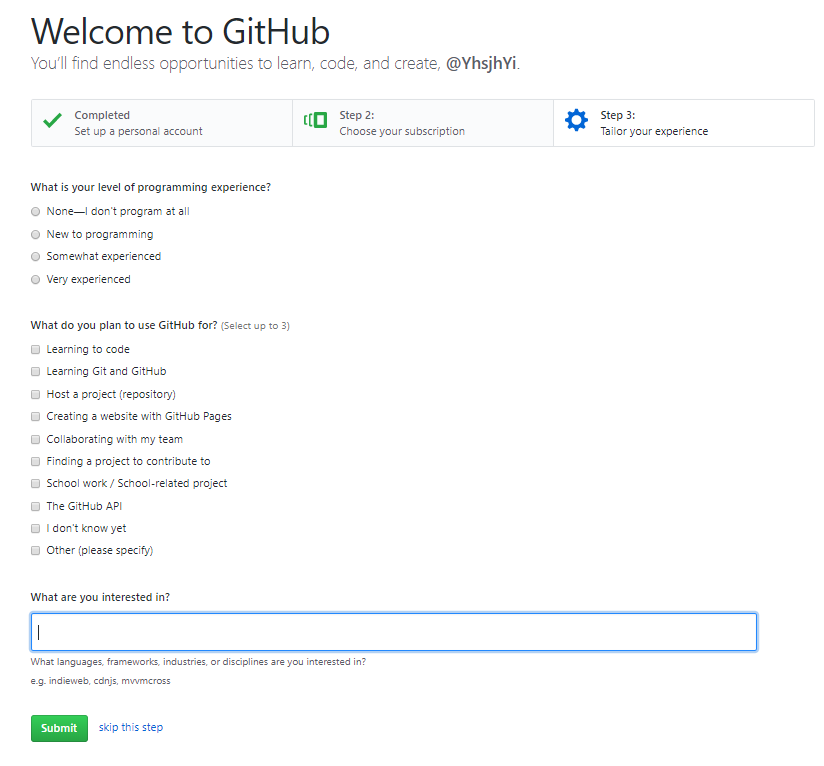 Welcome to GitHub
You'll find endless opportunities to learn, code, and create, @YhsjhYi.
Completed
Set up a personal account
Step 2:
Choose your subscription
Step 3:
Tailor your experience
What is your level of programming experience?
None—I don't program at all
New to programming
Somewhat experienced
Very experienced
What do you plan to use GitHub for? (Select up to 3)
Learning to code
Learning Git and GitHub
Host a project (repository)
Creating a website with GitHub Pages
Collaborating with my team
Finding a project to contribute to
School work / School-related project
The GitHub API
I don't know yet
Other (please specify)
What are you interested in?
What languages, frameworks, industries, or disciplines are you interested in?
e.g. indieweb, cdnjs, mvvmcross
Submit skip this step